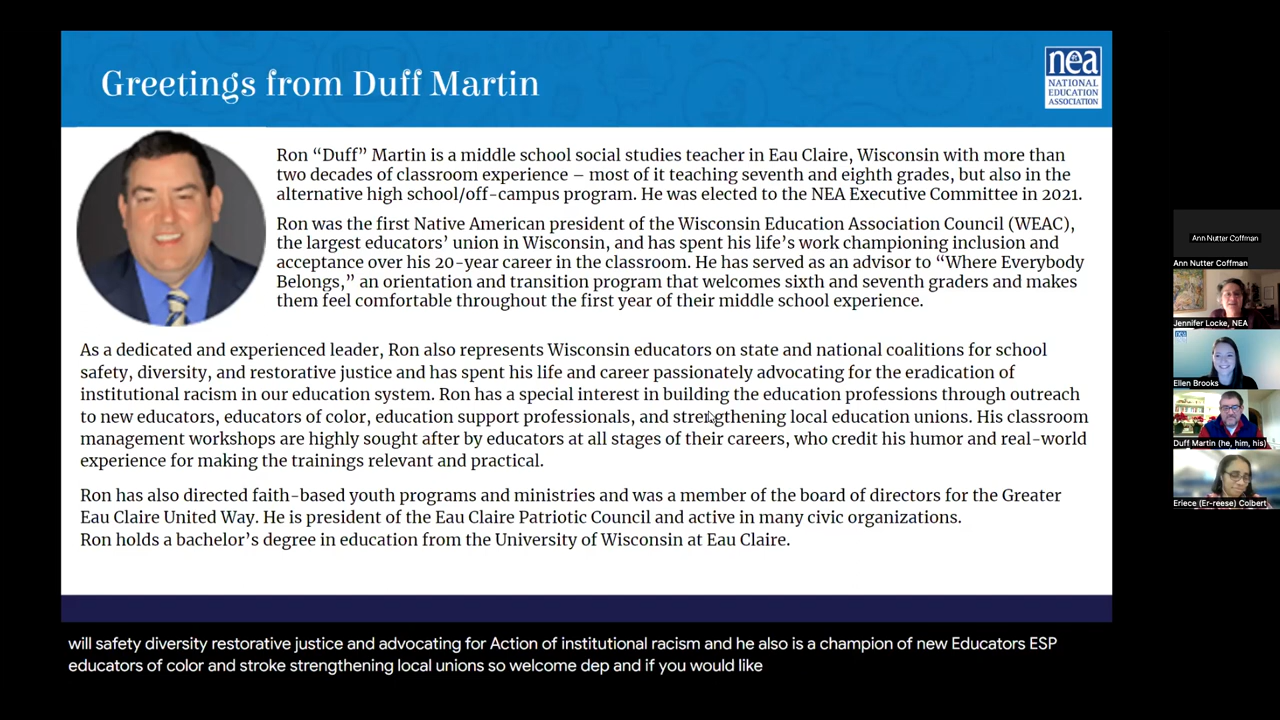 Greetings from Duff Martin
nea
NATIONAL
EDUCATION
ASSOCIATION
Ron “Duff” Martin is a middle school social studies teacher in Eau Claire, Wisconsin with more than
two decades of classroom experience – most of it teaching seventh and eighth grades, but also in the
alternative high school/off-campus program. He was elected to the NEA Executive Committee in 2021.
Ron was the first Native American president of the Wisconsin Education Association Council (WEAC),
the largest educators’ union in Wisconsin, and has spent his life’s work championing inclusion and
acceptance over his 20-year career in the classroom. He has served as an advisor to “Where Everybody
Belongs,” an orientation and transition program that welcomes sixth and seventh graders and makes
them feel comfortable throughout the first year of their middle school experience.
As a dedicated and experienced leader, Ron also represents Wisconsin educators on state and national coalitions for school
safety, diversity, and restorative justice and has spent his life and career passionately advocating for the eradication of
institutional racism in our education system. Ron has a special interest in building the education professions through outreach
to new educators, educators of color, education support professionals, and strengthening local education unions. His classroom
management workshops are highly sought after by educators at all stages of their careers, who credit his humor and real-world
experience for making the trainings relevant and practical.
Ron has also directed faith-based youth programs and ministries and was a member of the board of directors for the Greater
Eau Claire United Way. He is president of the Eau Claire Patriotic Council and active in many civic organizations.
Ron holds a bachelor’s degree in education from the University of Wisconsin at Eau Claire.
will safety diversity restorative justice and advocating for Action of institutional racism and he also is a champion of new Educators ESP
educators of color and stroke strengthening local unions so welcome dep and if you would like
Ann Nutter Coffman
Ann Nutter Coffman
Jennifer Locke, NEA
nea
Ellen Brooks
Duff Martin (he, him, his)
Eriece (Er-reese) Colbert